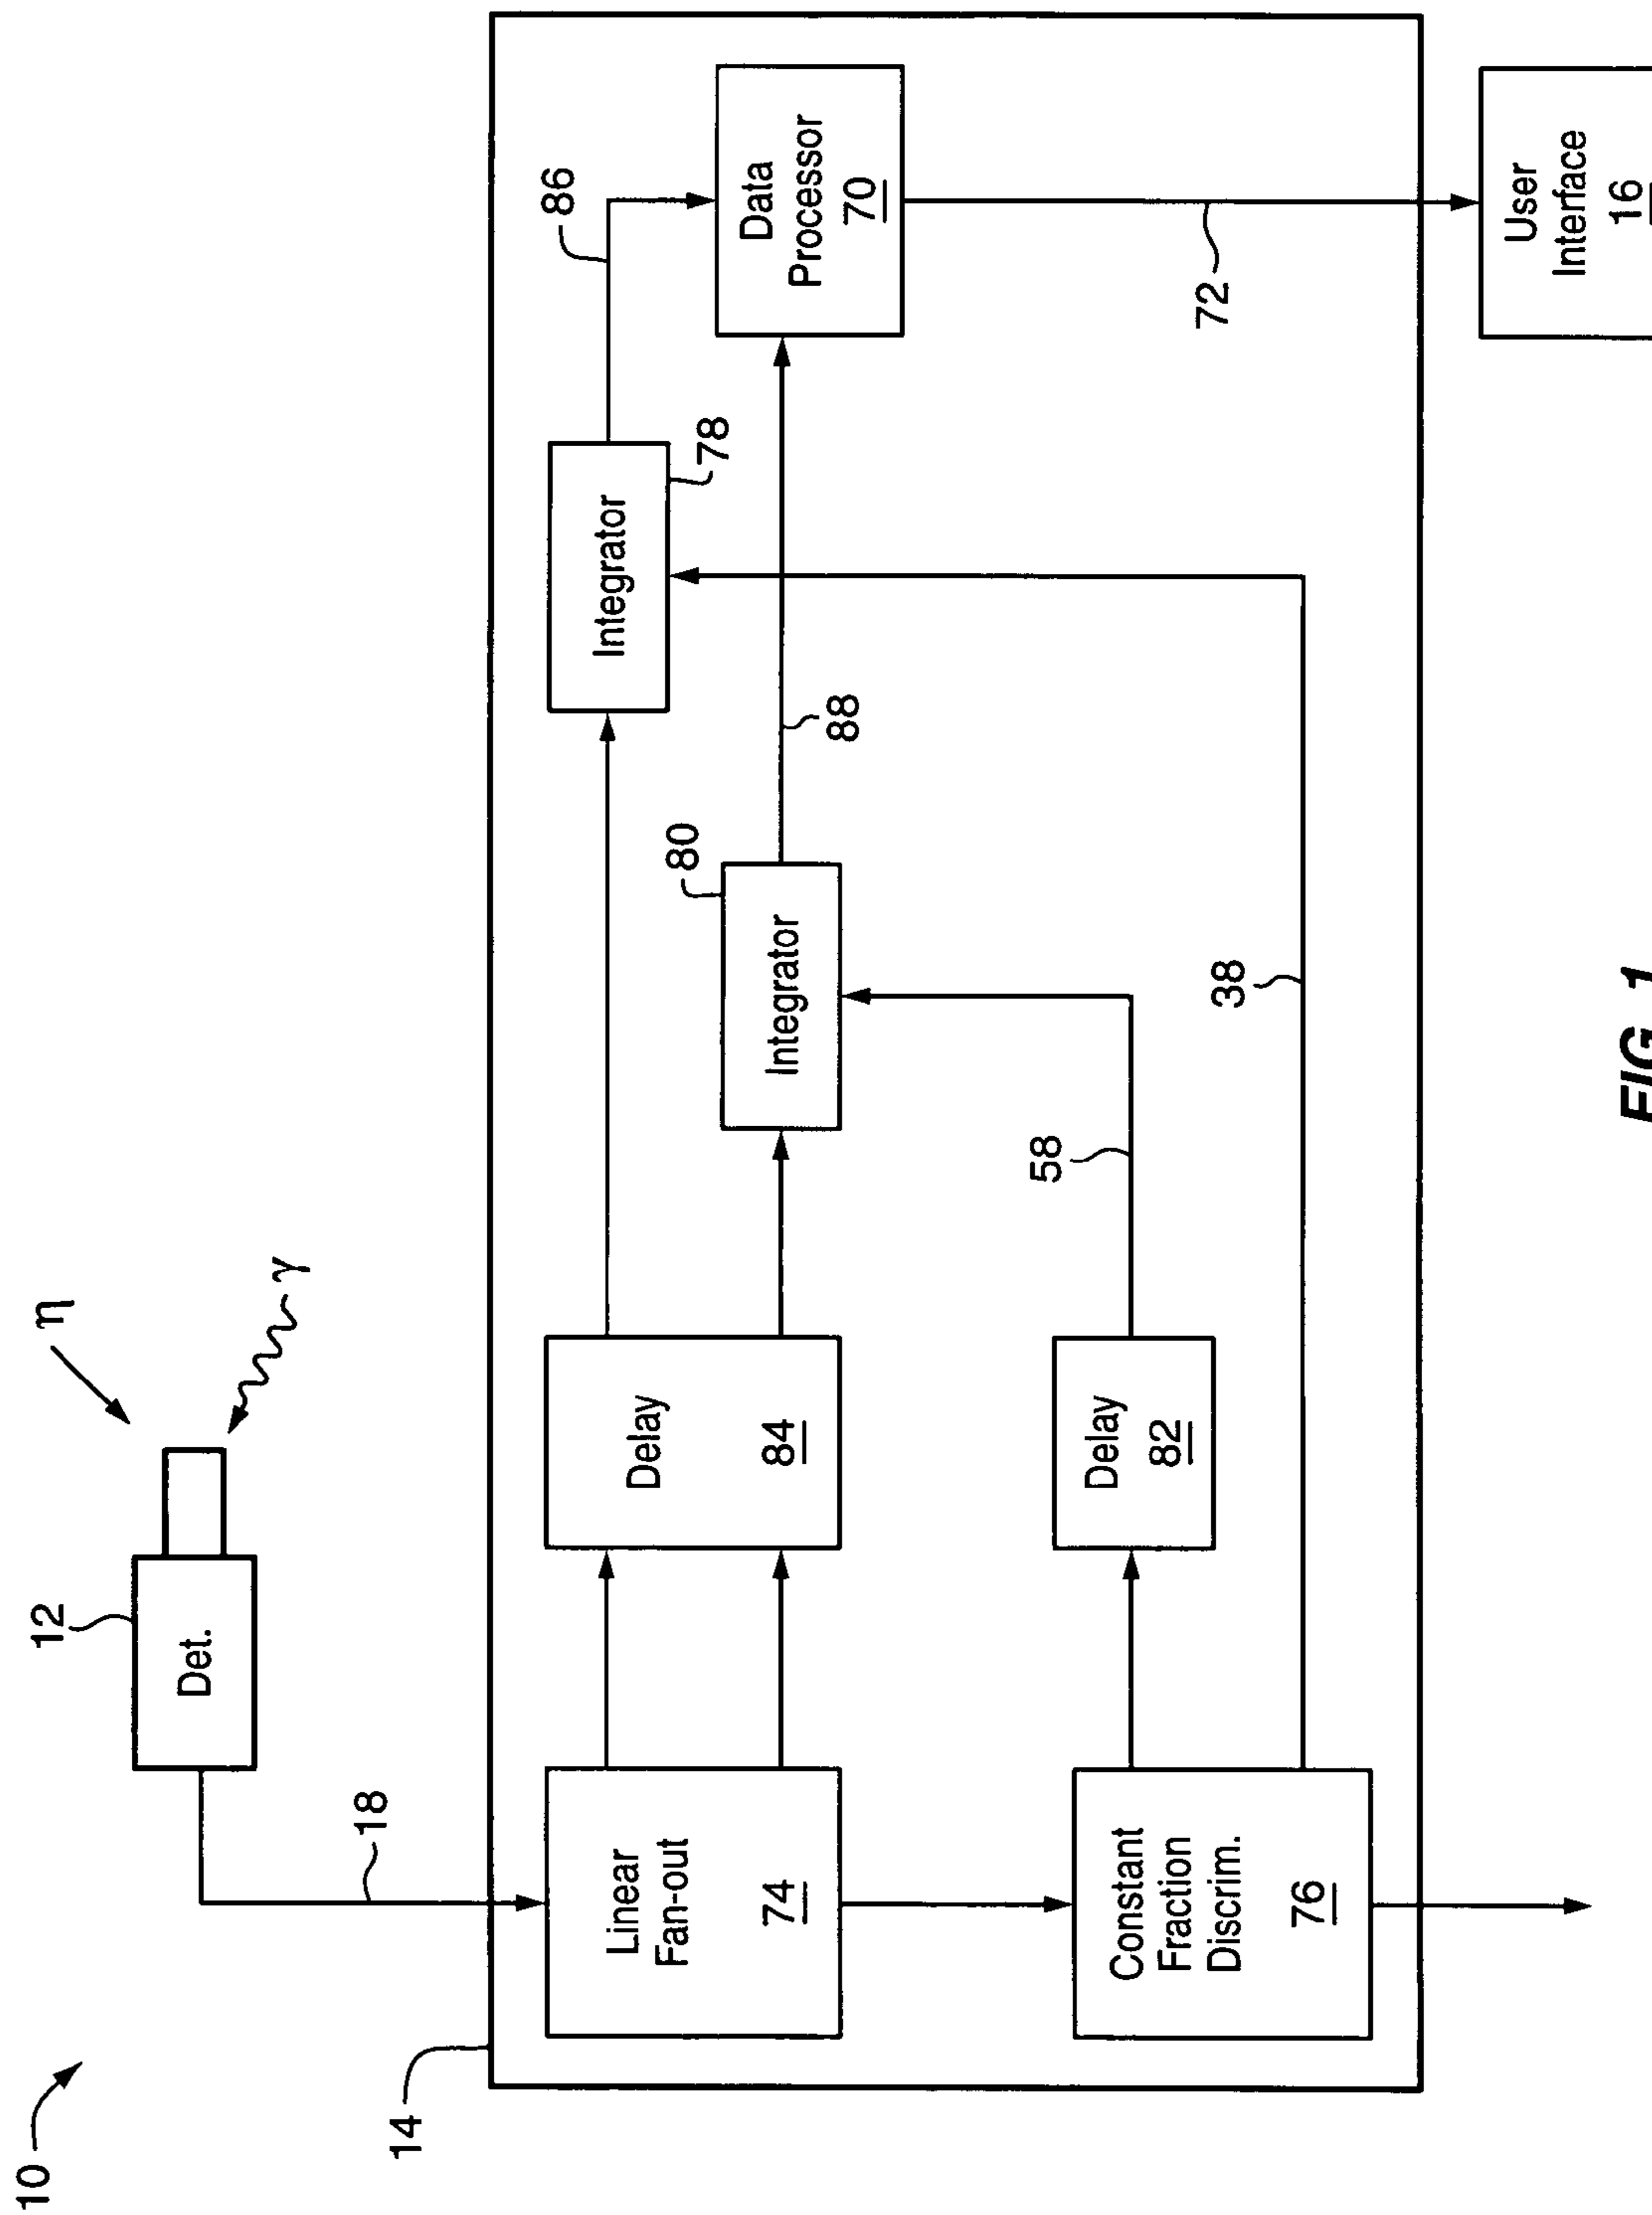 10
12
Det.
η
γ
18
14
Linear
Fan-out
74
Delay
84
Integrator
78
86
Integrator
80
88
Data
Processor
70
Constant
Fraction
Discrim.
76
Delay
82
58
38
72
User
Interface
16
FIG. 1